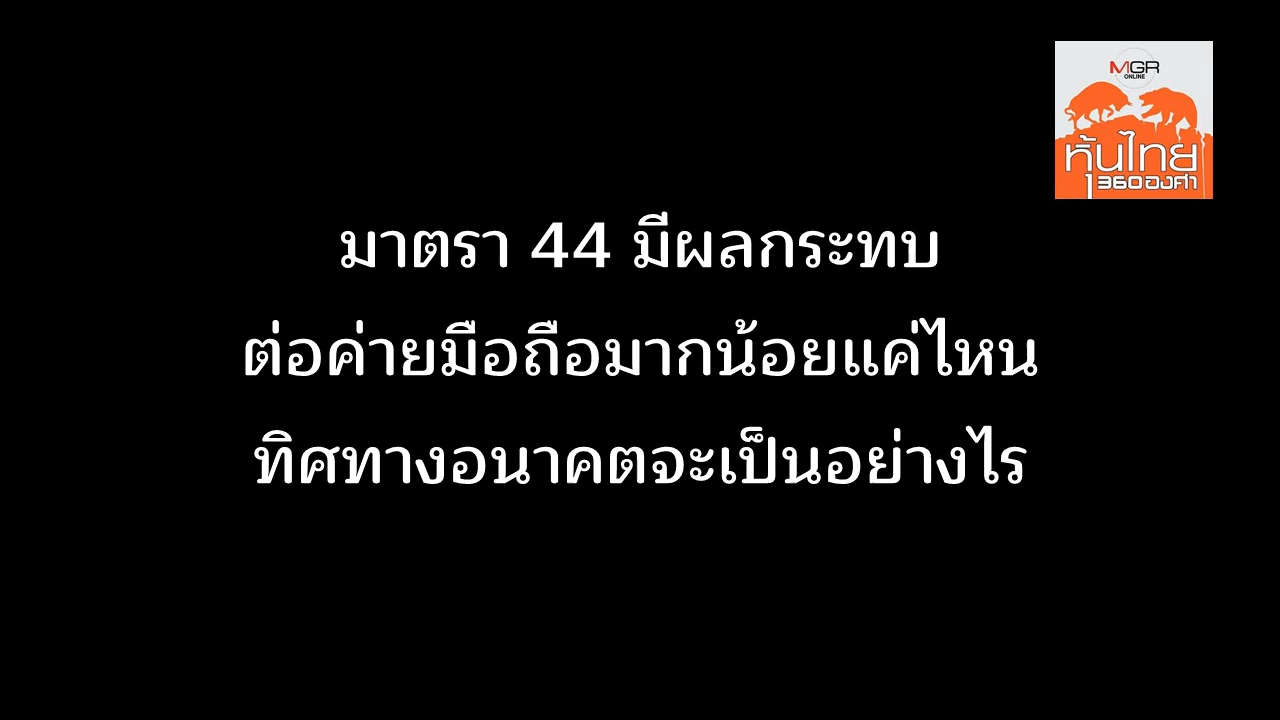 MGR
ONLINE
หุ้นไทย
360องศา
มาตรา 44 มีผลกระทบ
ต่อค่ายมือถือมากน้อยแค่ไหน
ทิศทางอนาคตจะเป็นอย่างไร